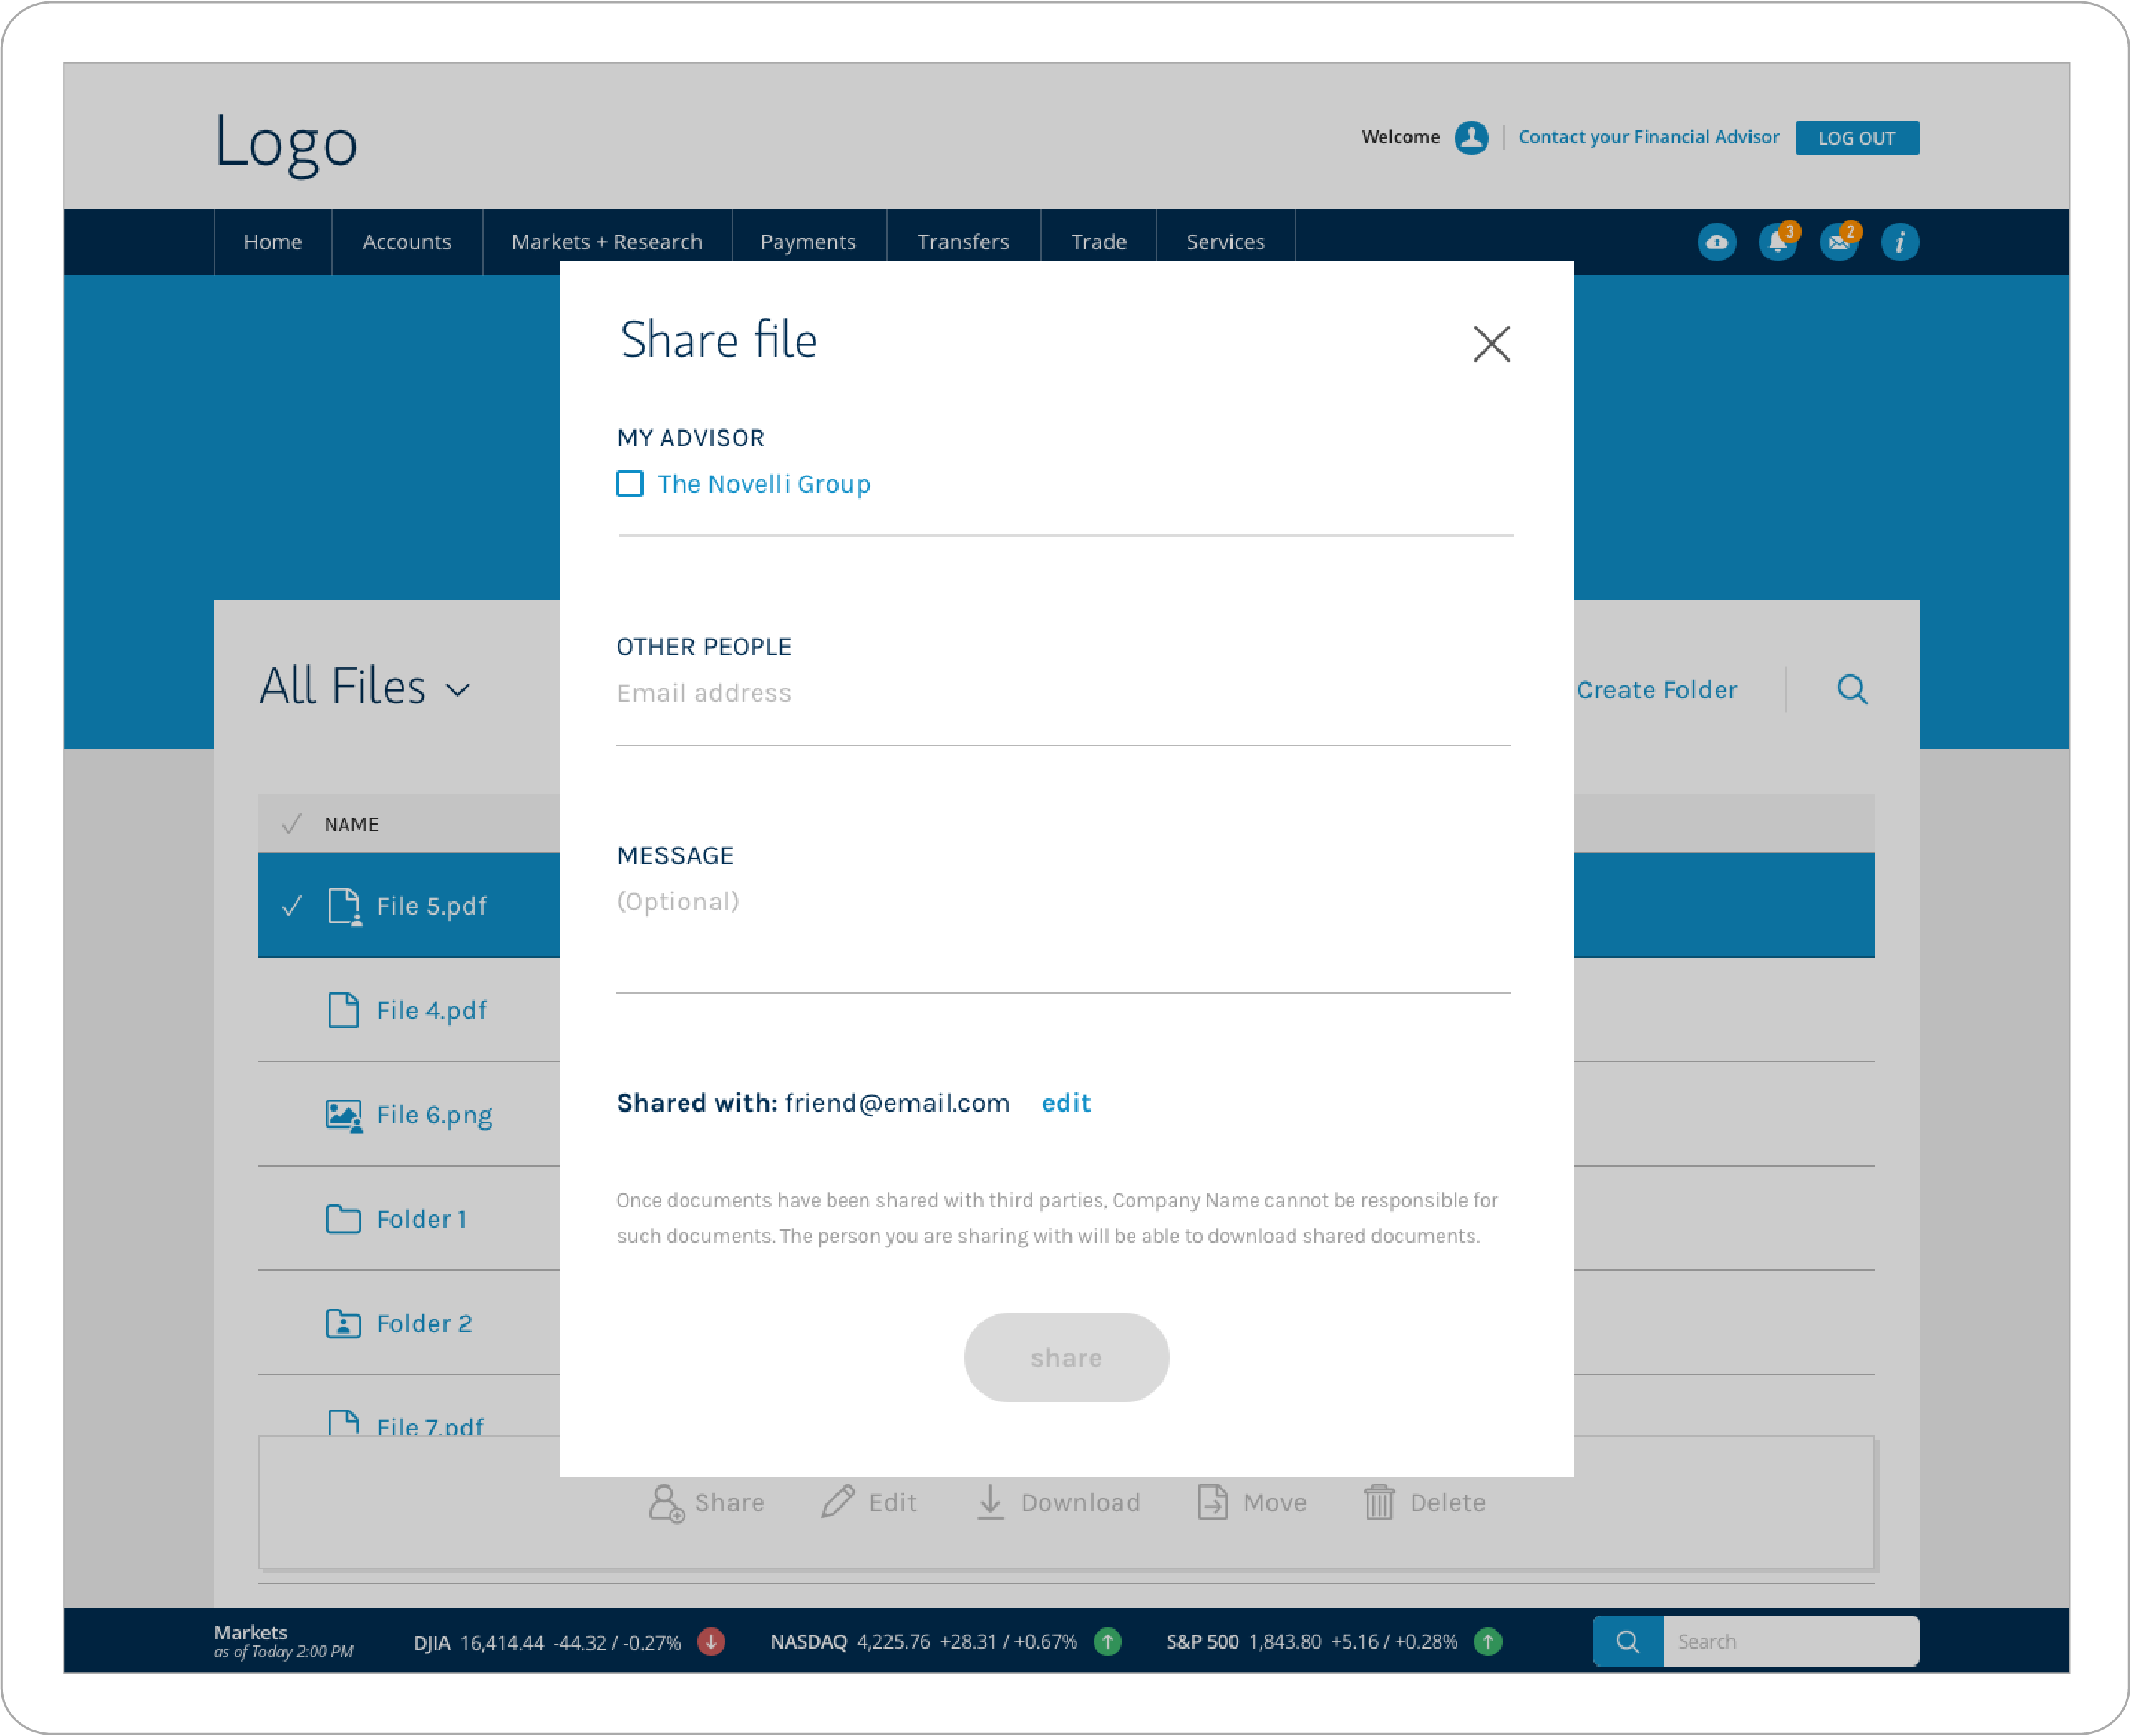 Logo
Welcome
Contact your Financial Advisor
LOG OUT
Home
Accounts
Markets + Research
Payments
Transfers
Trade
Services
3
2
i
Share file
MY ADVISOR
The Novelli Group
OTHER PEOPLE
Email address
MESSAGE
(Optional)
Shared with: friend@email.com edit
Once documents have been shared with third parties, Company Name cannot be responsible for
such documents. The person you are sharing with will be able to download shared documents.
share
All Files
Create Folder
NAME
File 5.pdf
File 4.pdf
File 6.png
Folder 1
Folder 2
File 7.pdf
Share
Edit
Download
Move
Delete
Markets
as of Today 2:00 PM
DJIA 16,414.44 -44.32 / -0.27%
NASDAQ 4,225.76 +28.31 / +0.67%
S&P 500 1,843.80 +5.16 / +0.28%
Search